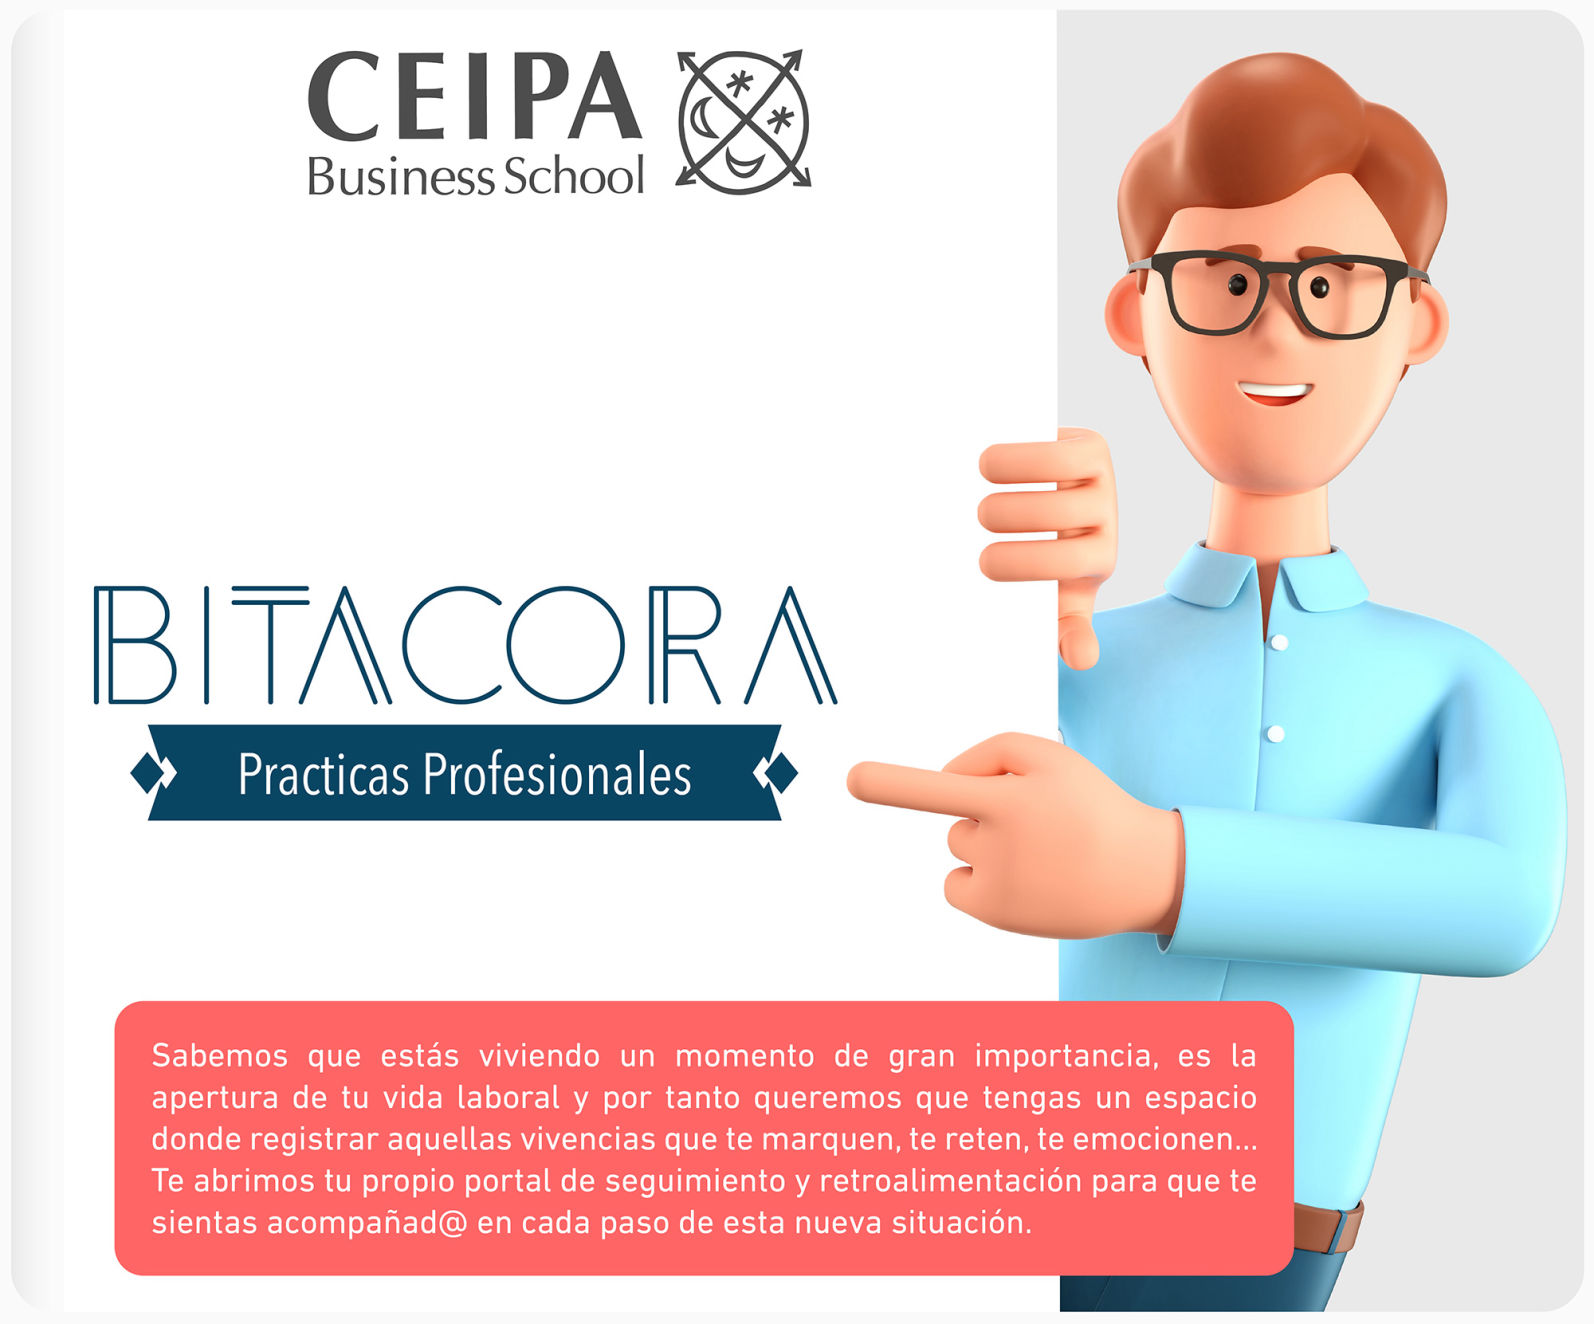 CEIPA
Business School
BITACORA
Practicas Profesionales
Sabemos que estás viviendo un momento de gran importancia, es la
apertura de tu vida laboral y por tanto queremos que tengas un espacio
donde registrar aquellas vivencias que te marquen, te reten, te emocionen...
Te abrimos tu propio portal de seguimiento y retroalimentación para que te
sientas acompañad@ en cada paso de esta nueva situación.